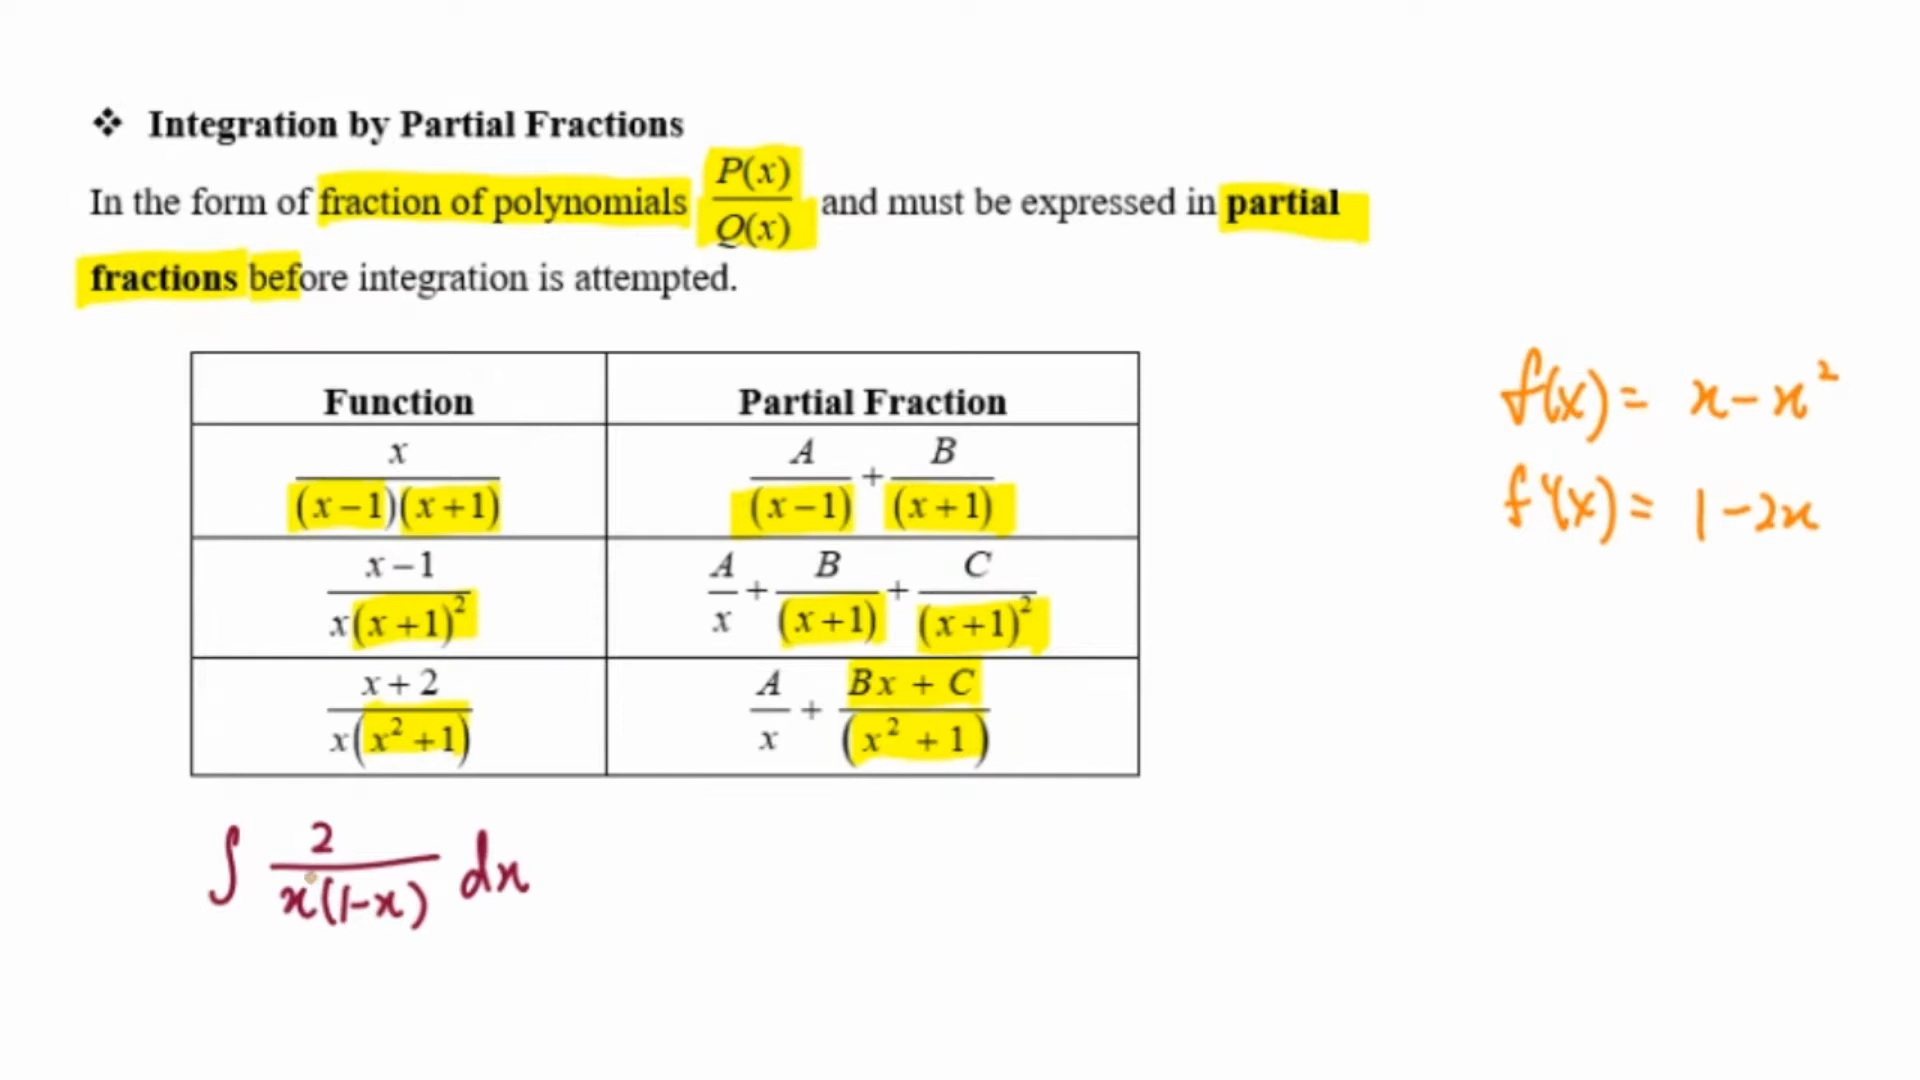 ❖ Integration by Partial Fractions
In the form of fraction of polynomials P(x)/Q(x) and must be expressed in partial
fractions before integration is attempted.
Function | Partial Fraction
x/((x−1)(x+1)) | A/(x−1) + B/(x+1)
x−1/(x(x+1)²) | A/x + B/(x+1) + C/(x+1)²
x+2/(x(x²+1)) | A/x + Bx + C/(x² + 1)
f(x) = x − x²
f'(x) = 1 − 2x
∫ 2/(x(1−x)) dx